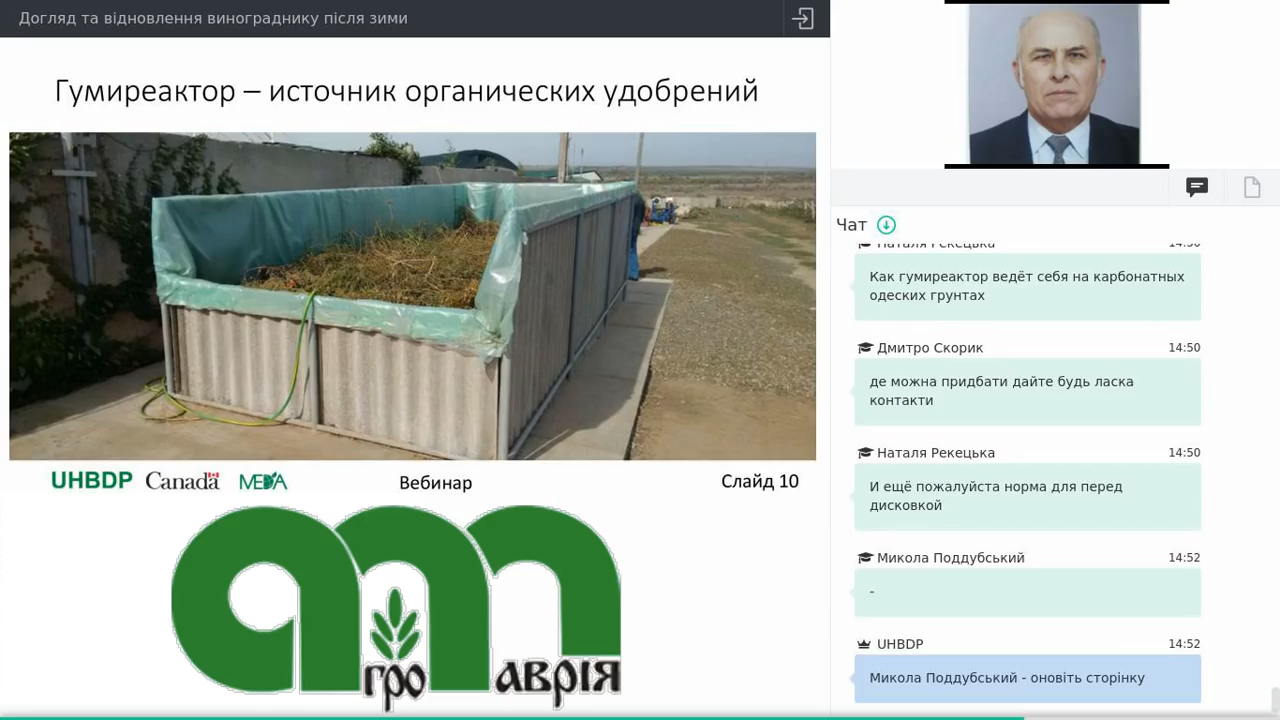 Догляд та відновлення винограднику після зими
Гумиреактор – источник органических удобрений
UHBDP Canada MEDA
Вебинар
Слайд 10
агро
таврія
Чат
Наталя Рекецька 14:50
Как гумиреактор ведёт себя на карбонатных
одеских грунтах
Дмитро Скорик 14:50
де можна придбати дайте будь ласка
контакти
Наталя Рекецька 14:50
И ещё пожалуйста норма для перед
дисковкой
Микола Поддубський 14:52
-
UHBDP 14:52
Микола Поддубський - оновіть сторінку